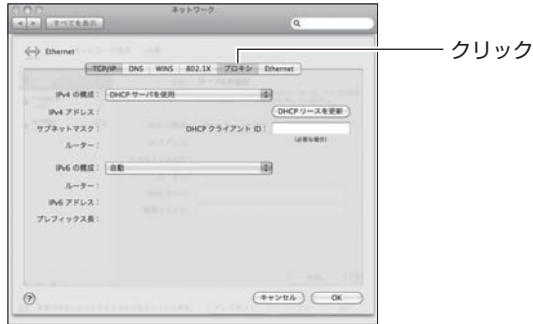 ネットワーク
すべてを表示
Ethernet
クリック
TCP/IP DNS WINS 802.1X プロキシ Ethernet
IPv4 の構成： DHCP サーバを使用
IPv4 アドレス： DHCP リースを更新
サブネットマスク： DHCP クライアント ID：
ルーター： （必要な場合）
IPv6 の構成： 自動
ルーター：
IPv6 アドレス：
プレフィックス長：
? キャンセル OK